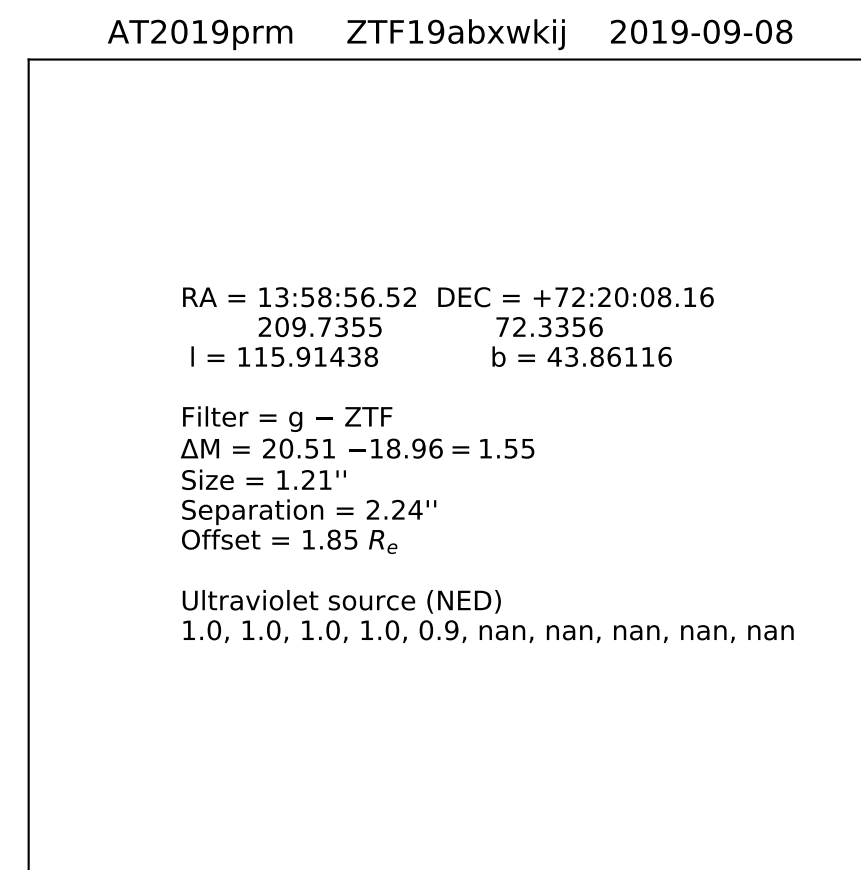 AT2019prm ZTF19abxwkij 2019-09-08
RA = 13:58:56.52 DEC = +72:20:08.16
209.7355 72.3356
l = 115.91438 b = 43.86116
Filter = g − ZTF
ΔM = 20.51 −18.96 = 1.55
Size = 1.21''
Separation = 2.24''
Offset = 1.85 Rₑ
Ultraviolet source (NED)
1.0, 1.0, 1.0, 1.0, 0.9, nan, nan, nan, nan, nan